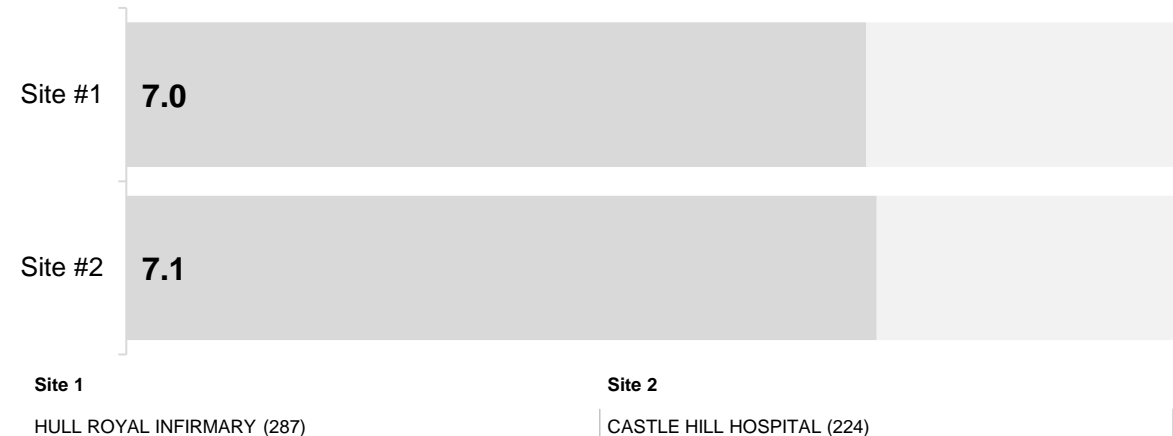 Site #1
7.0
Site #2
7.1
Site 1
Site 2
HULL ROYAL INFIRMARY (287)
CASTLE HILL HOSPITAL (224)